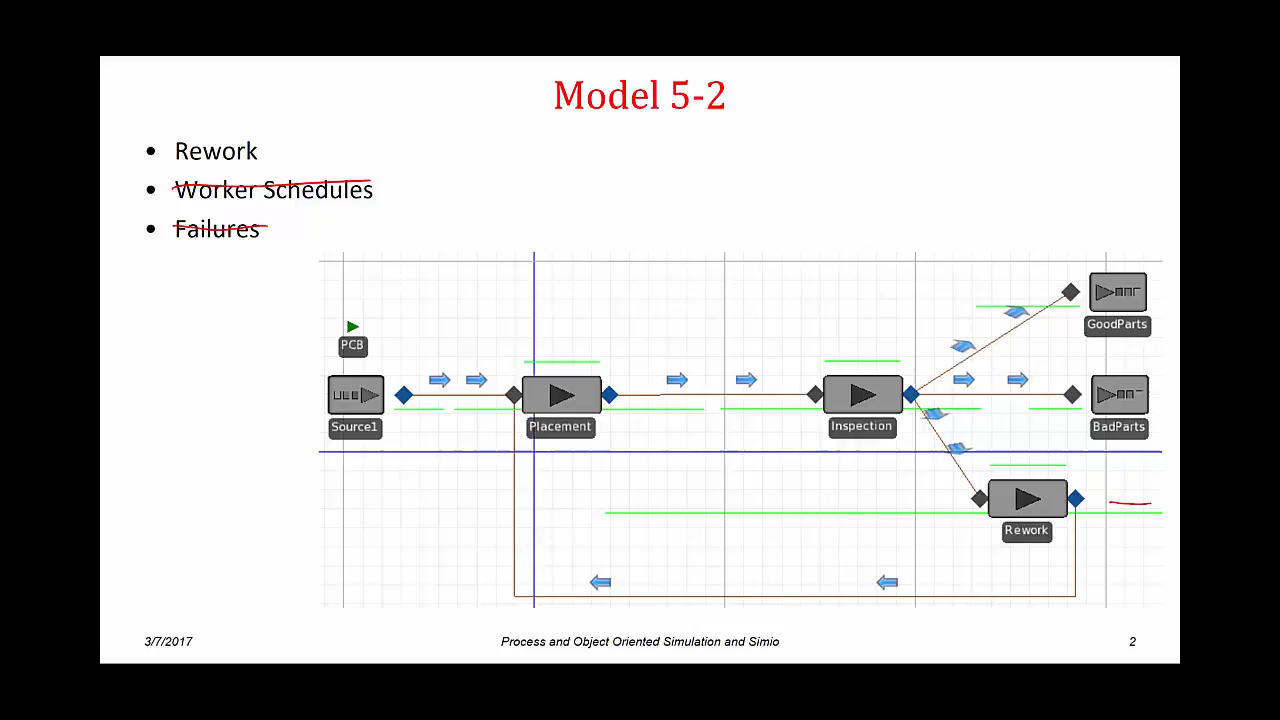 Model 5-2
• Rework
• Worker Schedules
• Failures
PCB
Source1
Placement
Inspection
GoodParts
BadParts
Rework
3/7/2017
Process and Object Oriented Simulation and Simio
2